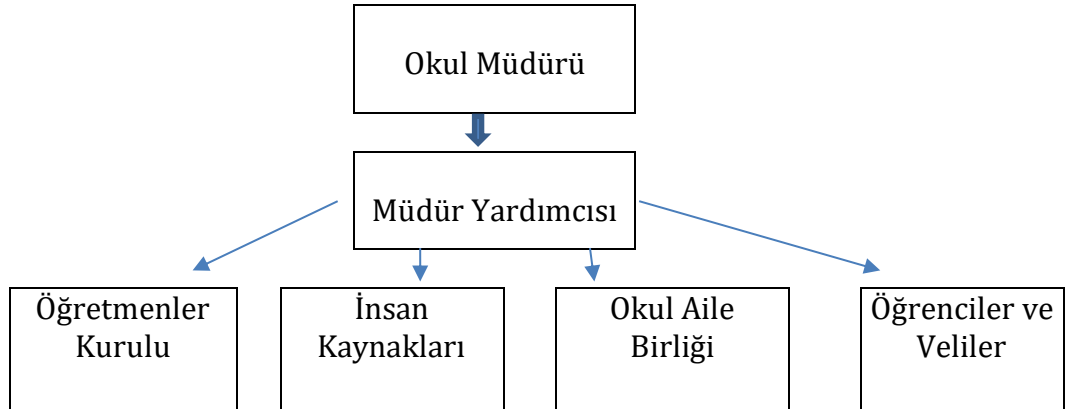 Okul Müdürü
Müdür Yardımcısı
Öğretmenler
Kurulu
İnsan
Kaynakları
Okul Aile
Birliği
Öğrenciler ve
Veliler